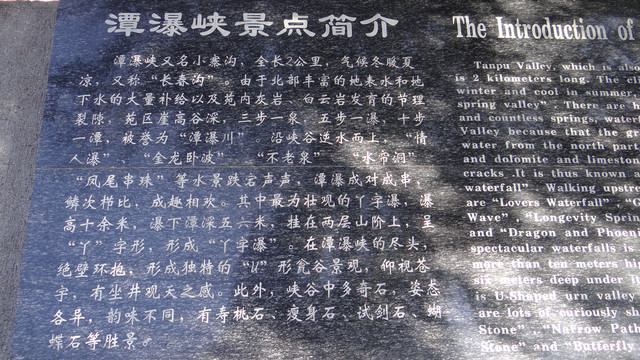 潭瀑峡景点简介
潭瀑峡又名小寨沟，全长2公里，气候冬暖夏
凉，又称“长春沟”。由于北部丰富的地表水和地
下水的大量补给以及苑内灰岩、白云岩发育的节理
裂隙，苑区崖高谷深，三步一泉，五步一瀑，十步
一潭，被誉为“潭瀑川”。沿峡谷逆水而上，“情
人瀑”、“金龙卧波”、“不老泉”、“水帘洞”
“凤尾串珠”等水景跌宕声声，潭瀑成对成串，
鳞次栉比，成趣相欢。其中最为壮观的丫字瀑，瀑
高十余米，瀑下潭深五六米，挂在两层山阶上，呈
“丫”字形，形成“丫字瀑”。在潭瀑峡的尽头，
绝壁环抱，形成独特的“U”形瓮谷景观，仰视苍
宇，有坐井观天之感。此外，峡谷中多奇石，姿态
各异，韵味不同，有寿桃石、瘦身石、试剑石、蝴
蝶石等胜景。
The Introduction of
Tanpu Valley, which is also
is 2 kilometers long. The cli
winter and cool in summer,
spring valley". There are h
and countless springs, water
Valley because that the g
water from the north part
and dolomite and limeston
cracks .It is thus known a
waterfall" Walking upstr
are "Lovers Waterfall" "G
Wave" , "Longevity Sprin
and "Dragon and Phoeni
spectacular waterfalls is
more than ten meters hig
six meters deep under
is U-Shaped urn valley
are lots of curiously sh
Stone" , "Narrow Path
Stone" and "Butterfly